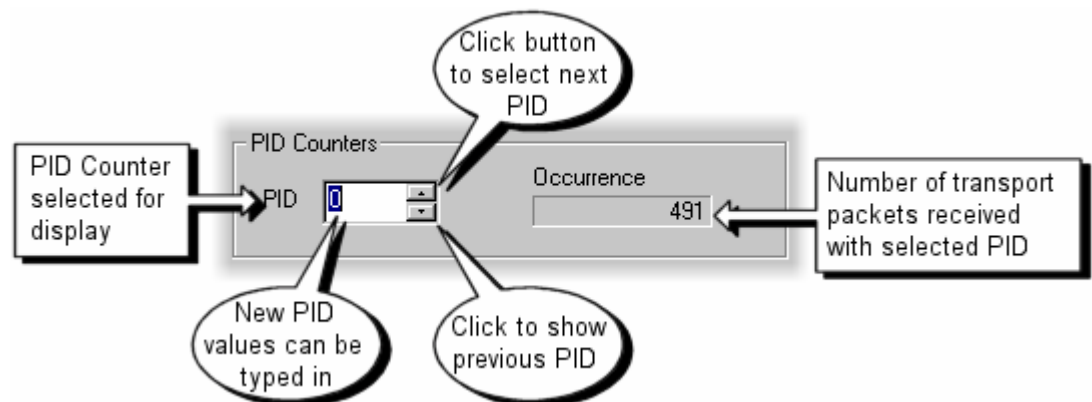 Click button
to select next
PID
PID Counters
PID Counter
selected for
display
PID
0
Occurrence
491
Number of transport
packets received
with selected PID
New PID
values can be
typed in
Click to show
previous PID